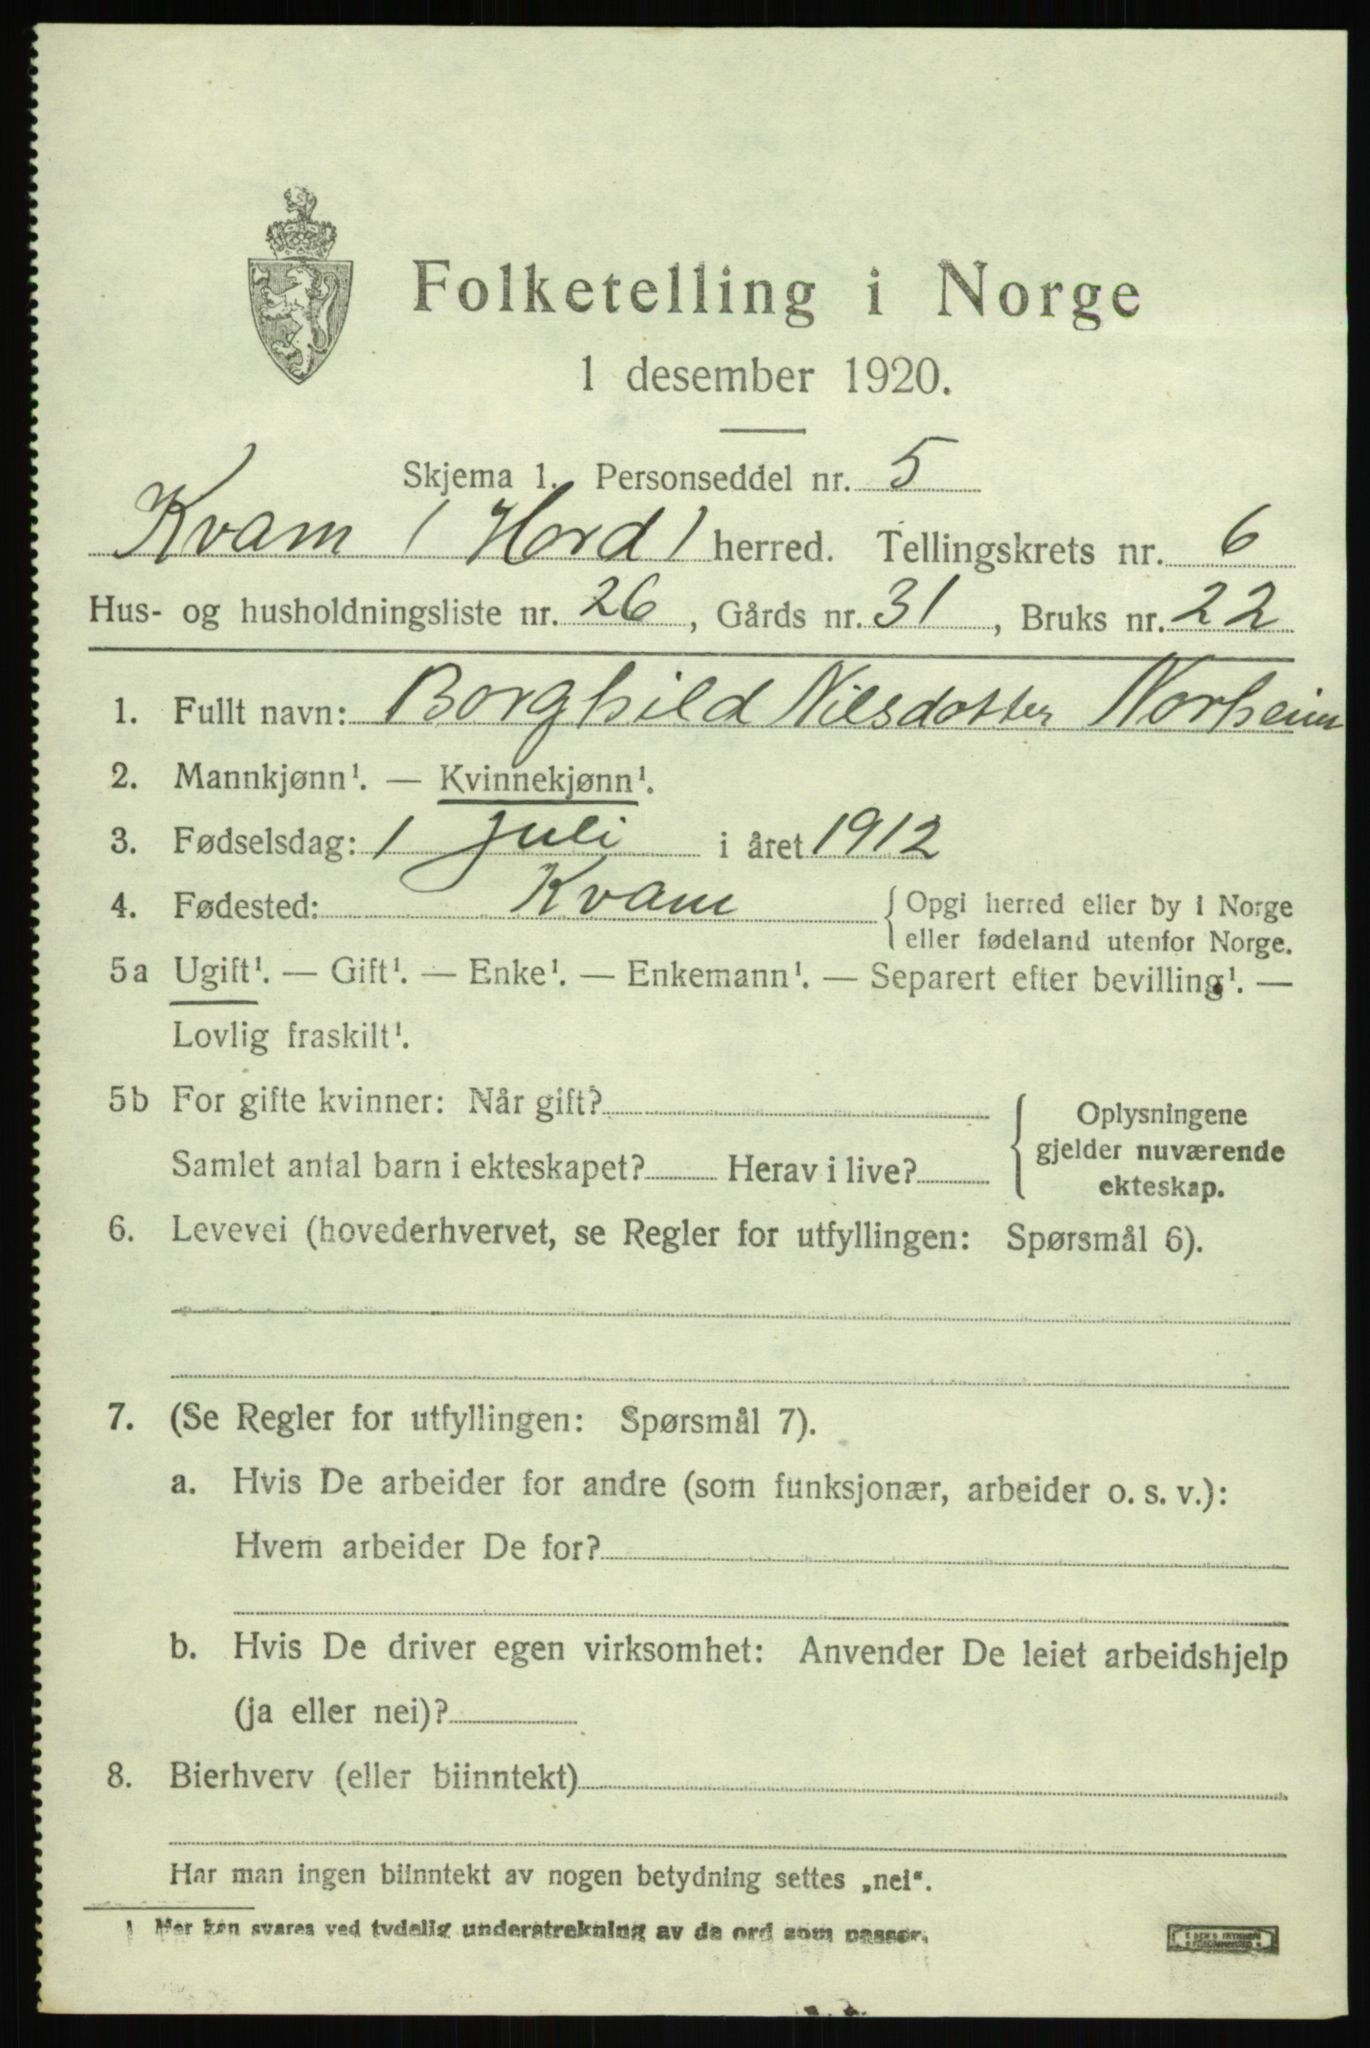 Folketelling i Norge
1 desember 1920.
Skjema 1. Personseddel nr. 5
Kvam (Hord) herred. Tellingskrets nr. 6
Hus- og husholdningsliste nr. 26, Gårds nr. 31, Bruks nr. 22
1. Fullt navn: Borghild Nilsdotter Norheim
2. Mannkjønn¹. — Kvinnekjønn¹.
3. Fødselsdag: 1 juli i året 1912
4. Fødested: Kvam { Opgi herred eller by i Norge
eller fødeland utenfor Norge.
5a Ugift¹. — Gift¹. — Enke¹. — Enkemann¹. — Separert efter bevilling¹. —
Lovlig fraskilt¹.
5b For gifte kvinner: Når gift?
Samlet antal barn i ekteskapet? Herav i live?
Oplysningene
gjelder nuværende
ekteskap.
6. Levevei (hovederhvervet, se Regler for utfyllingen: Spørsmål 6).
7. (Se Regler for utfyllingen: Spørsmål 7).
a. Hvis De arbeider for andre (som funksjonær, arbeider o. s. v.):
Hvem arbeider De for?
b. Hvis De driver egen virksomhet: Anvender De leiet arbeidshjelp
(ja eller nei)?
8. Bierhverv (eller biinntekt)
Har man ingen biinntekt av nogen betydning settes „nei“.
1 Mer kan svares ved tydelig understrekning av de ord som passer.